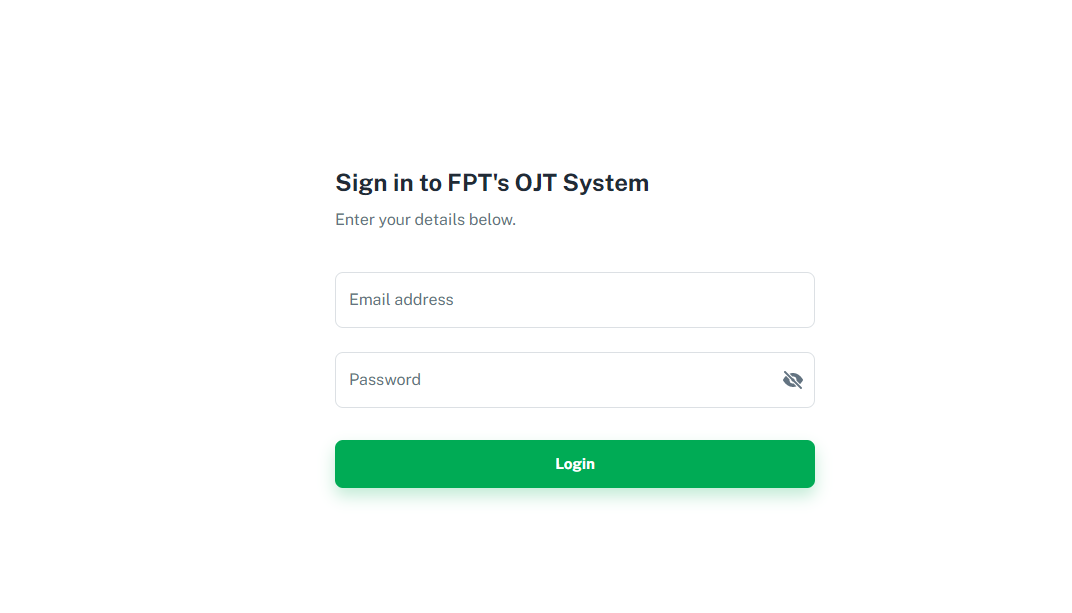 Sign in to FPT's OJT System
Enter your details below.
Email address
Password
Login